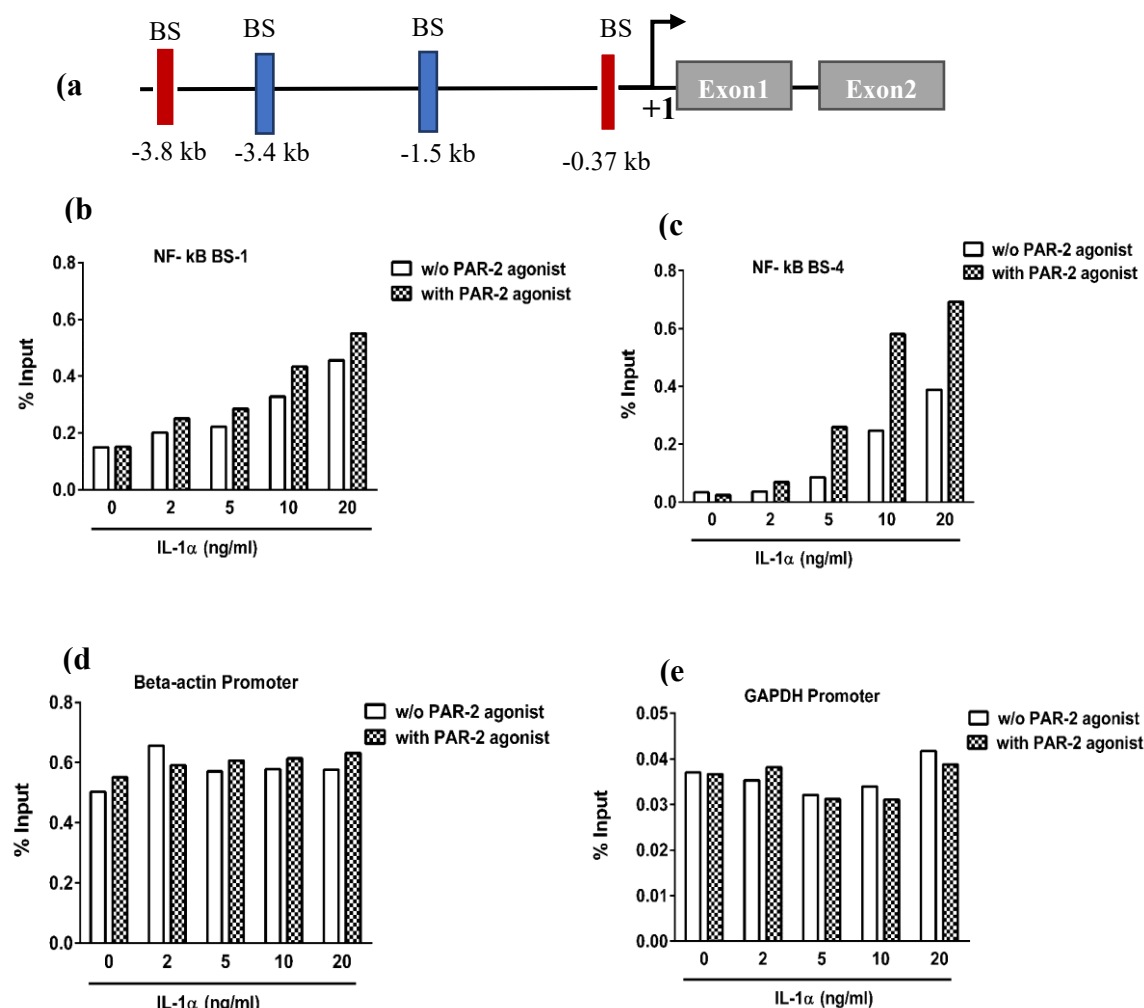 BS BS BS BS
(a
Exon1 Exon2
+1
-3.8 kb -3.4 kb -1.5 kb -0.37 kb
(b
NF- kB BS-1
w/o PAR-2 agonist
with PAR-2 agonist
% Input
0.8
0.6
0.4
0.2
0.0
0 2 5 10 20
IL-1α (ng/ml)
(c
NF- kB BS-4
w/o PAR-2 agonist
with PAR-2 agonist
% Input
0.8
0.6
0.4
0.2
0.0
0 2 5 10 20
IL-1α (ng/ml)
(d
Beta-actin Promoter
w/o PAR-2 agonist
with PAR-2 agonist
% Input
0.8
0.6
0.4
0.2
0.0
0 2 5 10 20
IL-1α (ng/ml)
(e
GAPDH Promoter
w/o PAR-2 agonist
with PAR-2 agonist
% Input
0.05
0.04
0.03
0.02
0.01
0.00
0 2 5 10 20
IL-1α (ng/ml)